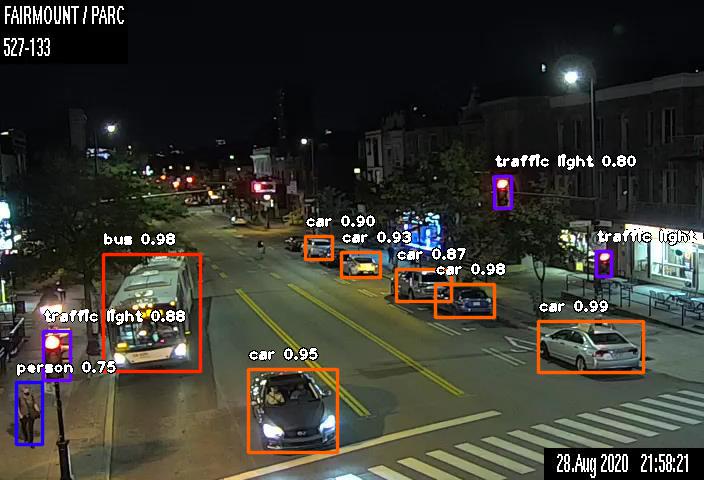 FAIRMOUNT / PARC
527-133
traffic light 0.80
car 0.90
bus 0.98
car 0.93
traffic light
car 0.87
car 0.98
car 0.99
traffic light 0.88
car 0.95
person 0.75
28.Aug 2020 21:58:21